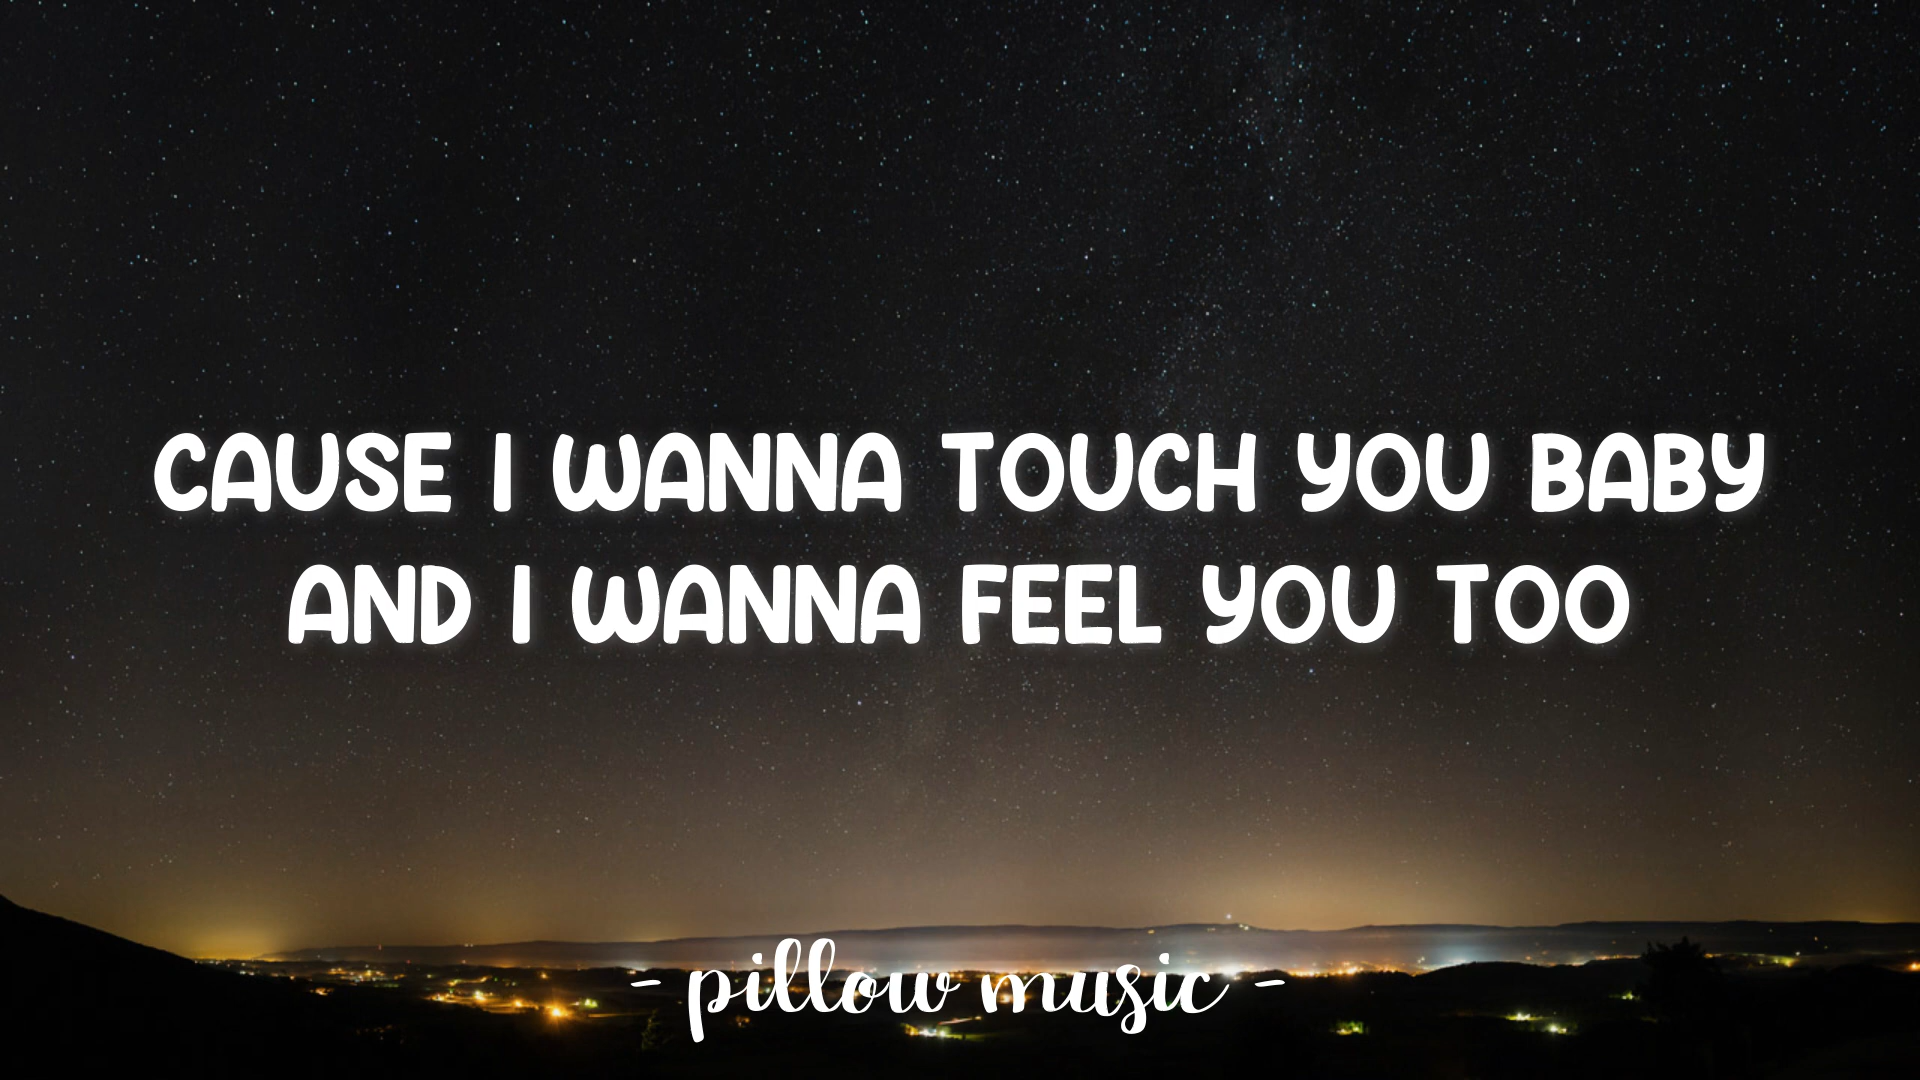 CAUSE I WANNA TOUCH YOU BABY
AND I WANNA FEEL YOU TOO
- pillow music -